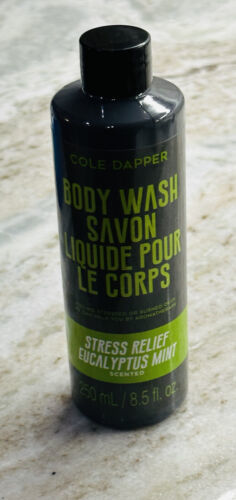 COLE DAPPER
BODY WASH
SAVON
LIQUIDE POUR
LE CORPS
STRESS RELIEF
EUCALYPTUS MINT
SCENTED
250 mL / 8.5 fl. oz.